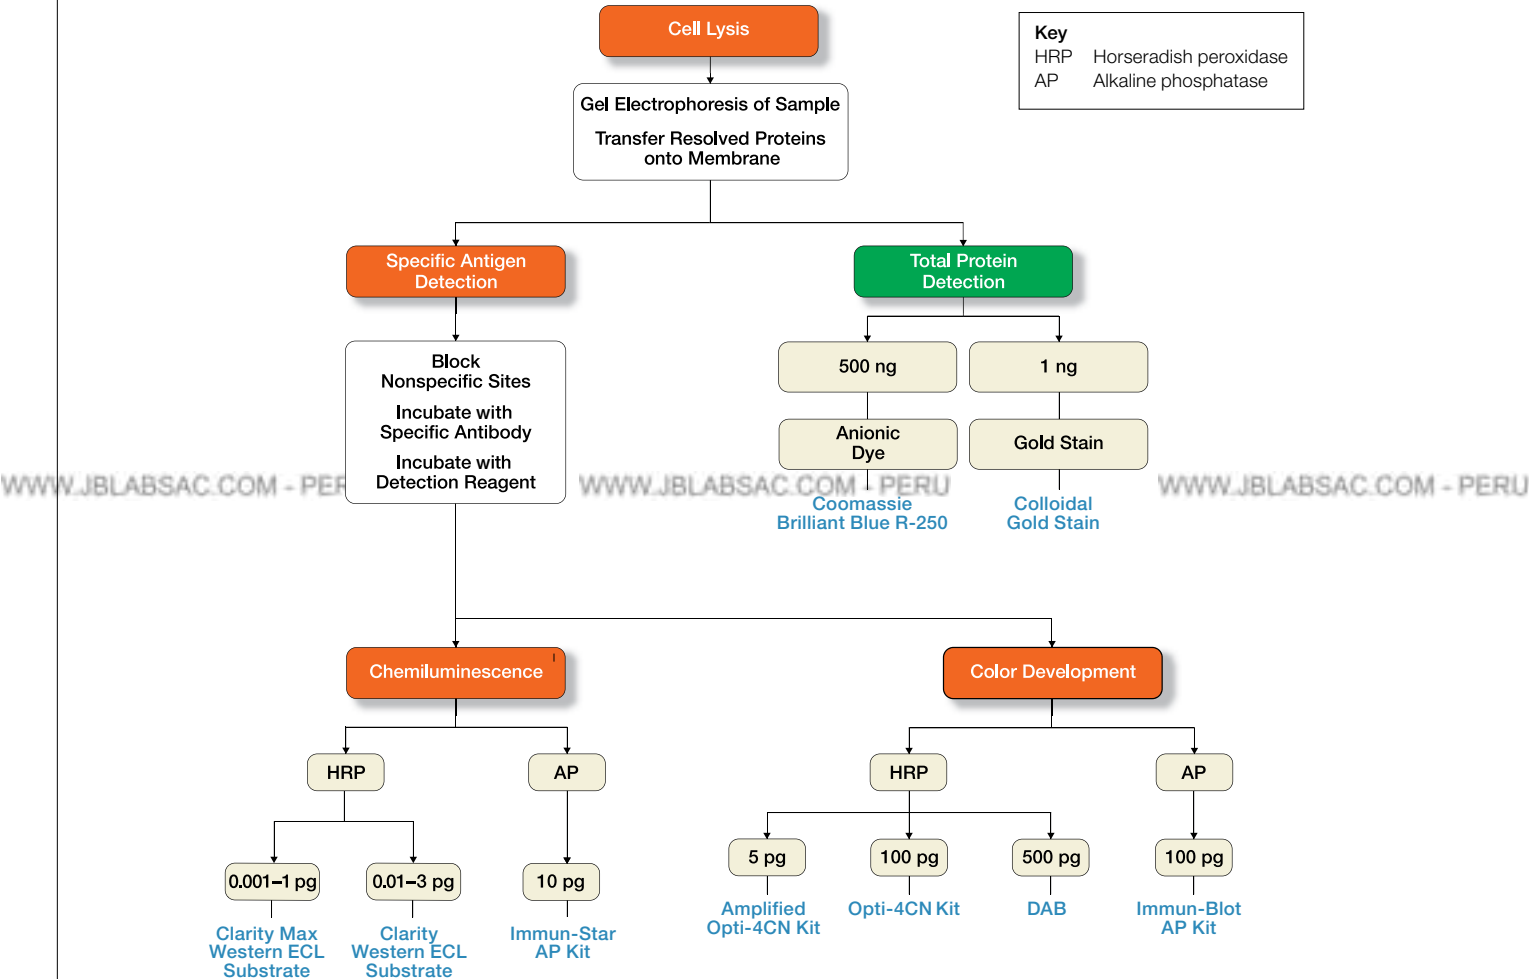 Cell Lysis
Key
HRP Horseradish peroxidase
AP Alkaline phosphatase
Gel Electrophoresis of Sample
Transfer Resolved Proteins
onto Membrane
Specific Antigen
Detection
Total Protein
Detection
Block
Nonspecific Sites
Incubate with
Specific Antibody
Incubate with
Detection Reagent
500 ng
1 ng
Anionic
Dye
Gold Stain
WWW.JBLABSAC.COM - PER
WWW.JBLABSAC.COM - PERU
WWW.JBLABSAC.COM - PERU
Coomassie
Brilliant Blue R-250
Colloidal
Gold Stain
Chemiluminescence
Color Development
HRP
AP
HRP
AP
0.001–1 pg
0.01–3 pg
10 pg
5 pg
100 pg
500 pg
100 pg
Clarity Max
Western ECL
Substrate
Clarity
Western ECL
Substrate
Immun-Star
AP Kit
Amplified
Opti-4CN Kit
Opti-4CN Kit
DAB
Immun-Blot
AP Kit